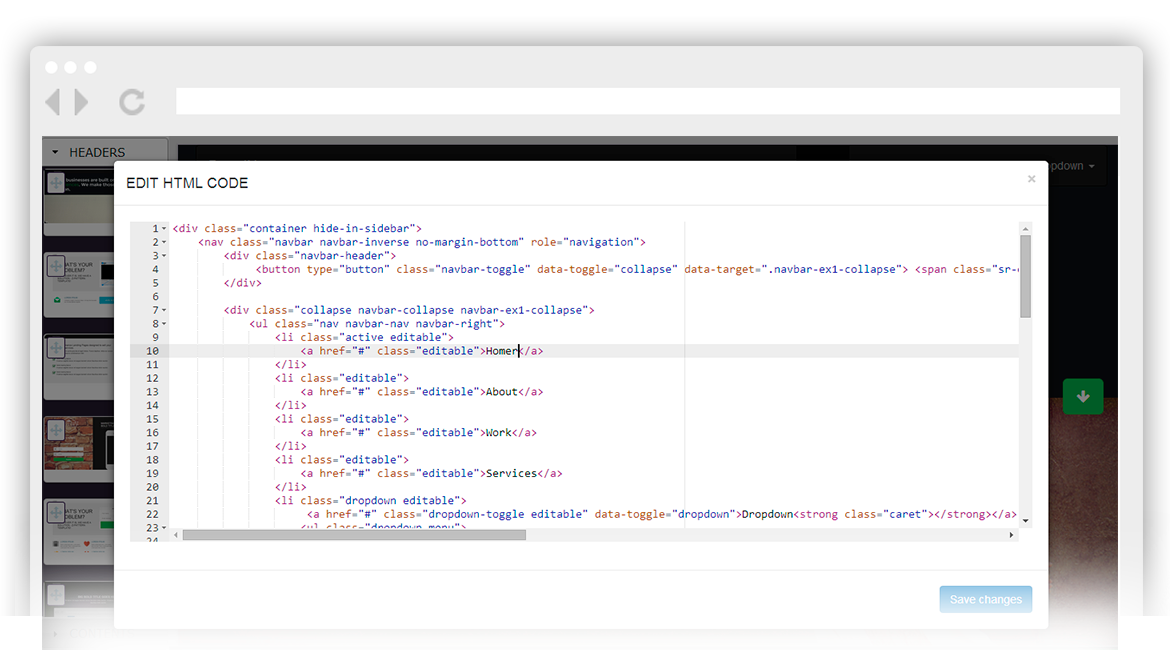 HEADERS
pdown
businesses are built
EDIT HTML CODE
×
1 <div class="container hide-in-sidebar">
2 <nav class="navbar navbar-inverse no-margin-bottom" role="navigation">
3 <div class="navbar-header">
4 <button type="button" class="navbar-toggle" data-toggle="collapse" data-target=".navbar-ex1-collapse"> <span class="sr-
5 </div>
6
7 <div class="collapse navbar-collapse navbar-ex1-collapse">
8 <ul class="nav navbar-nav navbar-right">
9 <li class="active editable">
10 <a href="#" class="editable">Homer</a>
11 </li>
12 <li class="editable">
13 <a href="#" class="editable">About</a>
14 </li>
15 <li class="editable">
16 <a href="#" class="editable">Work</a>
17 </li>
18 <li class="editable">
19 <a href="#" class="editable">Services</a>
20 </li>
21 <li class="dropdown editable">
22 <a href="#" class="dropdown-toggle editable" data-toggle="dropdown">Dropdown<strong class="caret"></strong></a>
23 <ul class="dropdown-menu">
24
Save changes